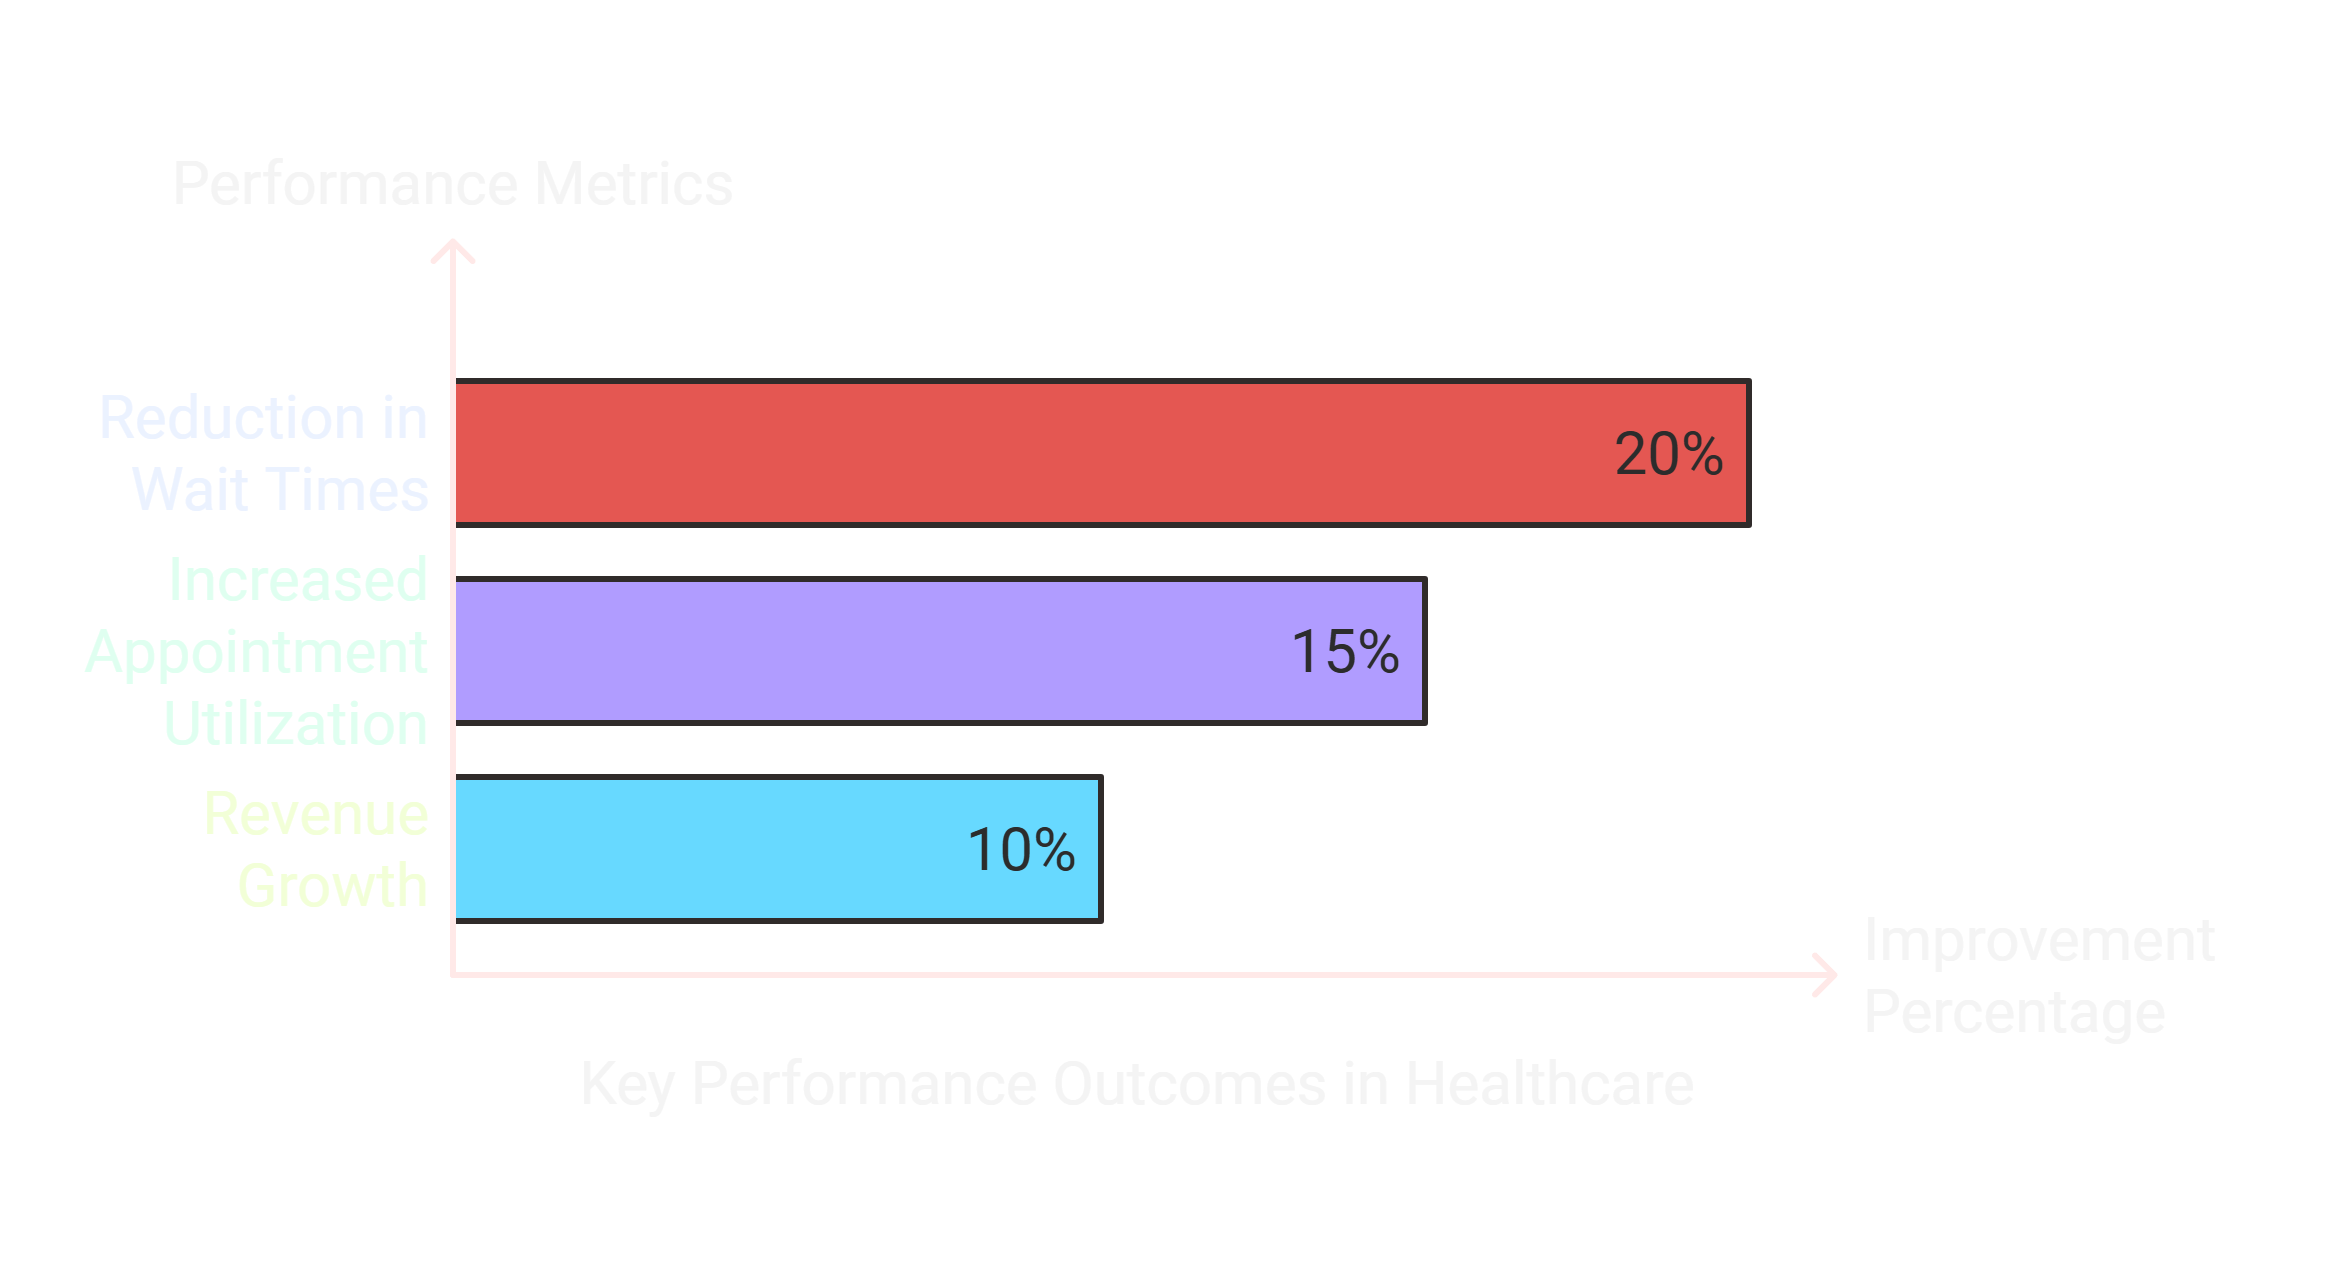 Performance Metrics
Reduction in
Wait Times
20%
Increased
Appointment
Utilization
15%
Revenue
Growth
10%
Improvement
Percentage
Key Performance Outcomes in Healthcare